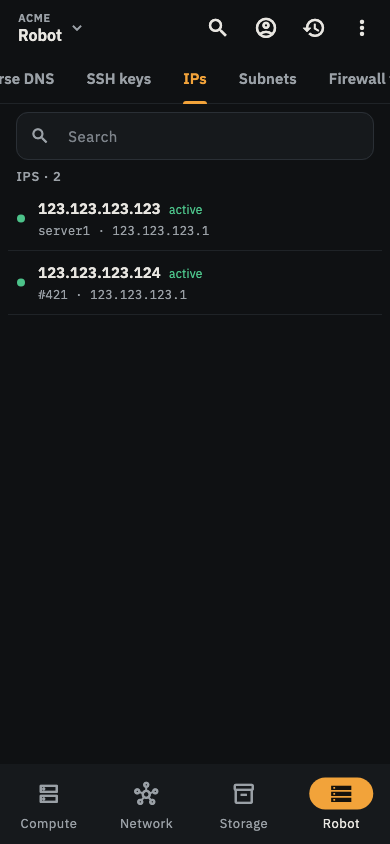 ACME
Robot
rse DNS SSH keys IPs Subnets Firewall
Search
IPS · 2
123.123.123.123 active
server1 · 123.123.123.1
123.123.123.124 active
#421 · 123.123.123.1
Compute Network Storage Robot